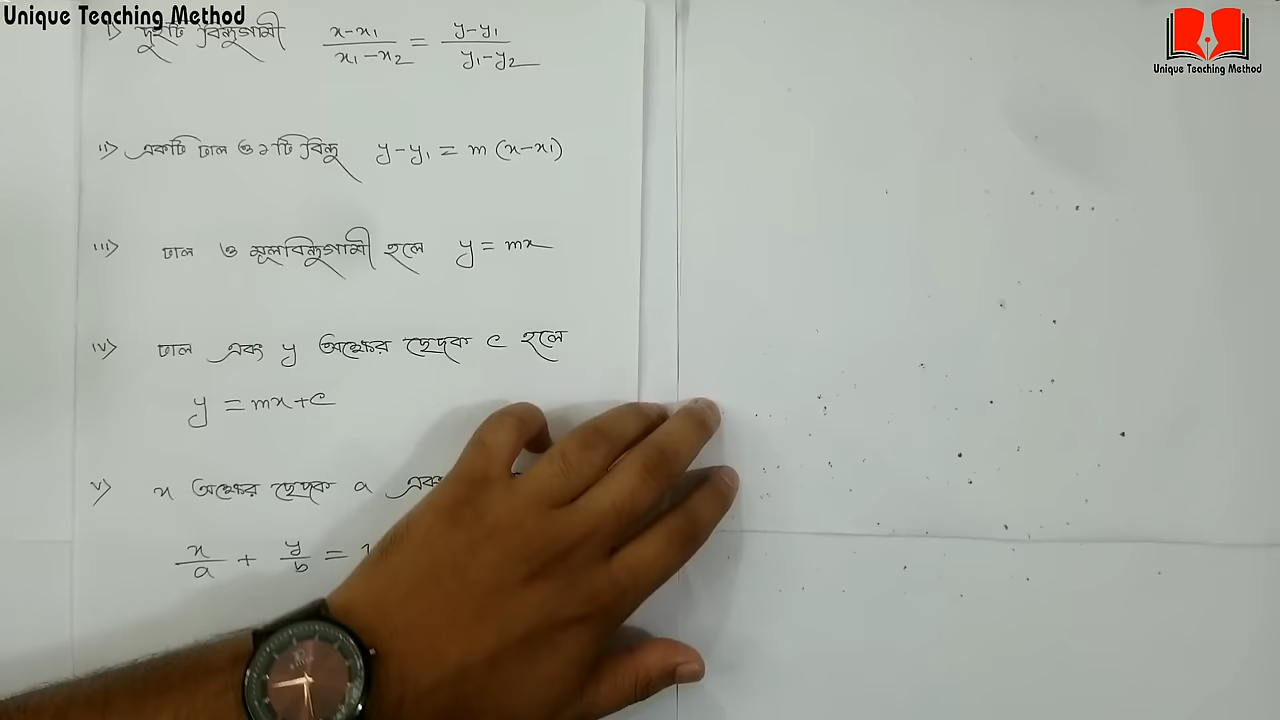 Unique Teaching Method
Unique Teaching Method
i) দুইটি বিন্দুগামী (x-x₁)/(x₁-x₂) = (y-y₁)/(y₁-y₂)
ii) একটি ঢাল ও ১টি বিন্দু y-y₁ = m (x-x₁)
iii) ঢাল ও মূলবিন্দুগামী হলে y = mx
iv) ঢাল এবং y অক্ষের ছেদক c হলে
y = mx+c
v) x অক্ষের ছেদক a এবং
x/a + y/b = 1